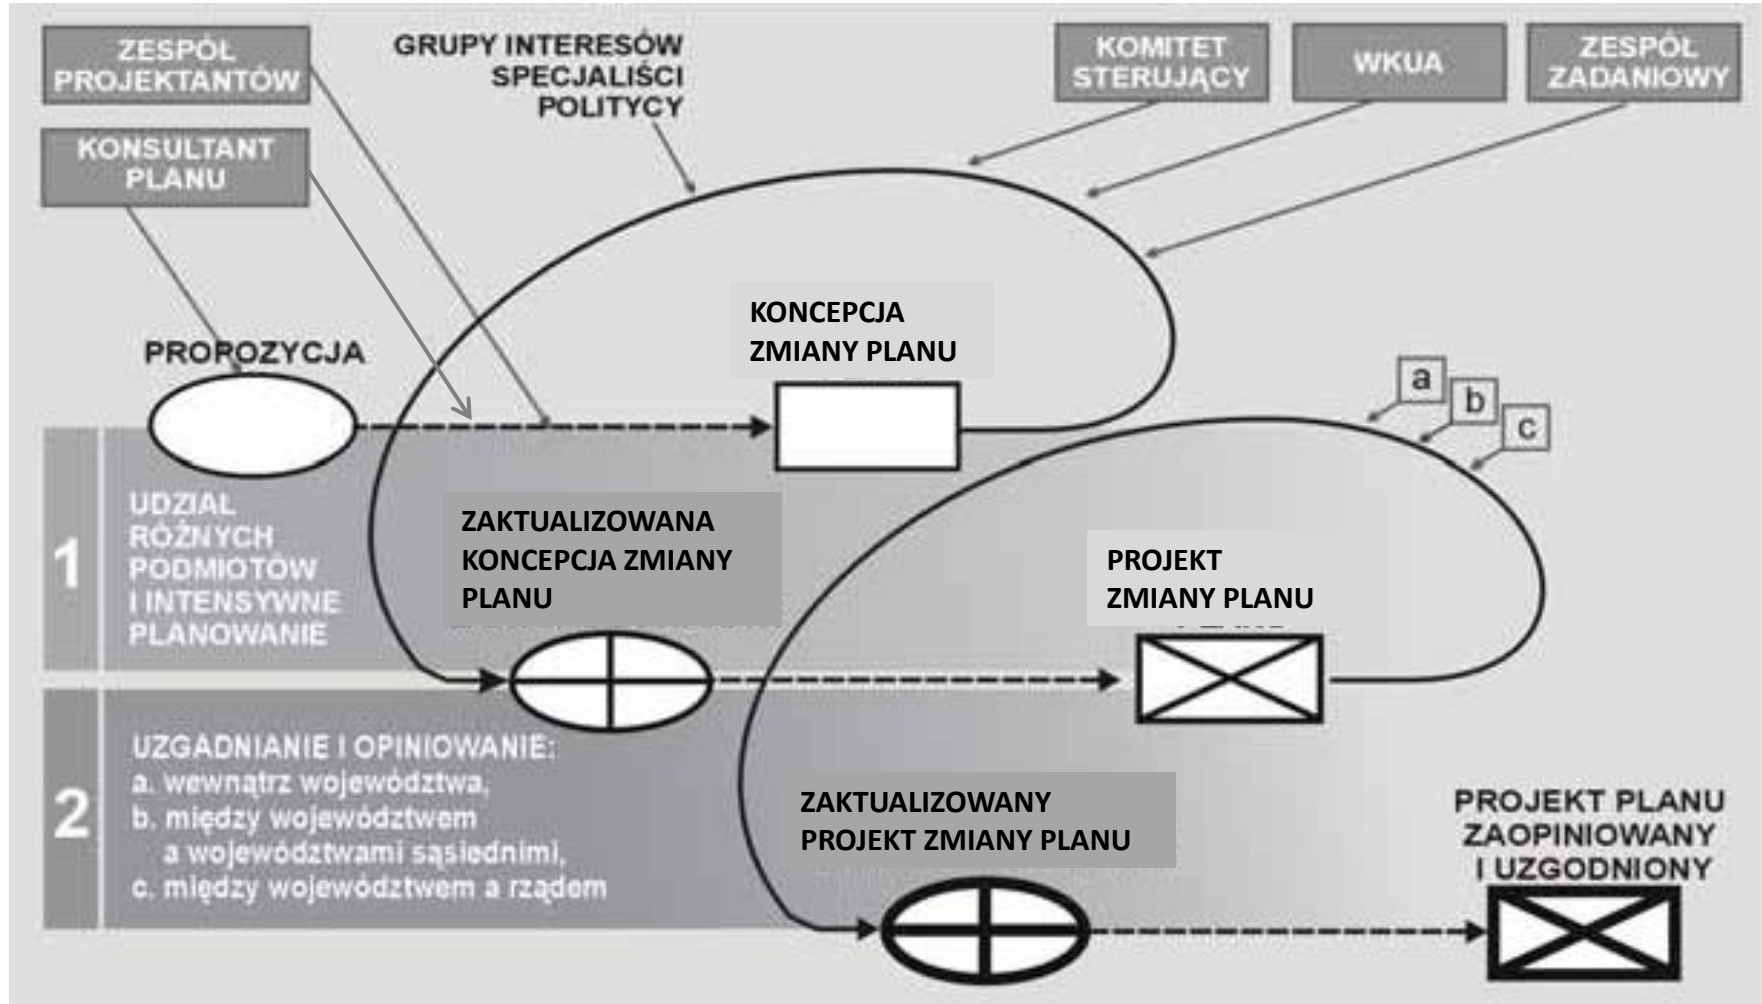 ZESPÓŁ
PROJEKTANTÓW
KONSULTANT
PLANU
GRUPY INTERESÓW
SPECJALIŚCI
POLITYCY
KOMITET
STERUJĄCY
WKUA
ZESPÓŁ
ZADANIOWY
PROPOZYCJA
KONCEPCJA
ZMIANY PLANU
a
b
c
1
UDZIAŁ
RÓŻNYCH
PODMIOTÓW
I INTENSYWNE
PLANOWANIE
ZAKTUALIZOWANA
KONCEPCJA ZMIANY
PLANU
PROJEKT
ZMIANY PLANU
2
UZGADNIANIE I OPINIOWANIE:
a. wewnątrz województwa,
b. między województwem
a województwami sąsiednimi,
c. między województwem a rządem
ZAKTUALIZOWANY
PROJEKT ZMIANY PLANU
PROJEKT PLANU
ZAOPINIOWANY
I UZGODNIONY